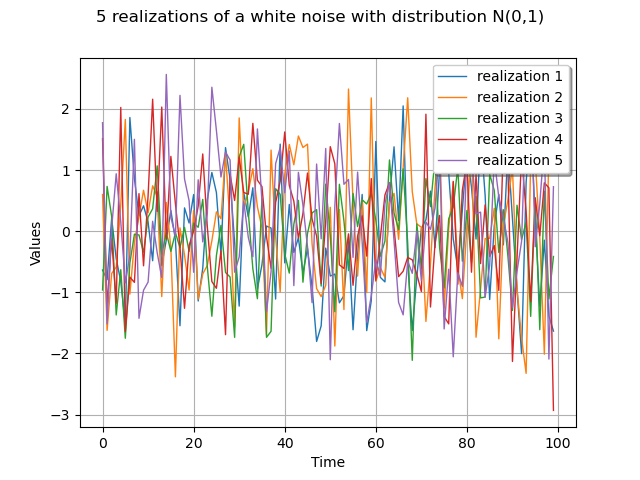 5 realizations of a white noise with distribution N(0,1)
realization 1
realization 2
realization 3
realization 4
realization 5
Values
2
1
0
−1
−2
−3
0 20 40 60 80 100
Time